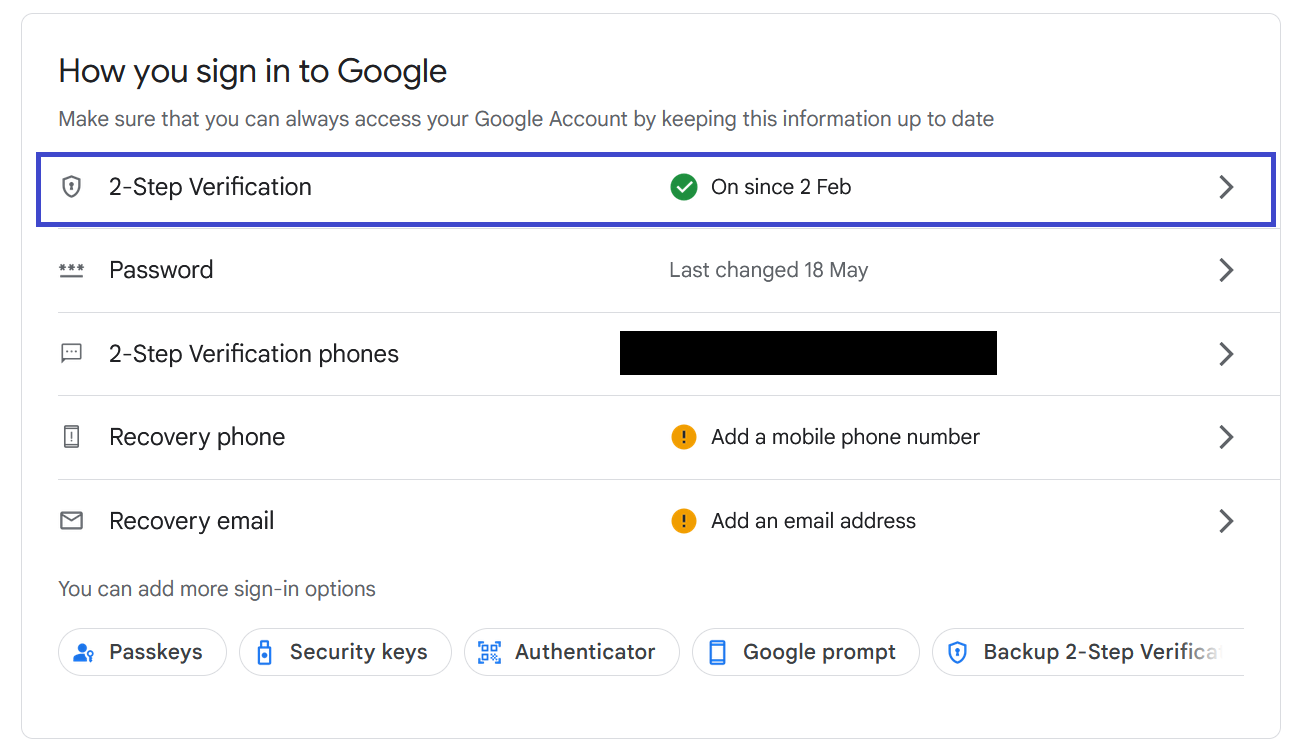 How you sign in to Google
Make sure that you can always access your Google Account by keeping this information up to date
2-Step Verification On since 2 Feb
*** Password Last changed 18 May
2-Step Verification phones
Recovery phone Add a mobile phone number
Recovery email Add an email address
You can add more sign-in options
Passkeys Security keys Authenticator Google prompt Backup 2-Step Verifica